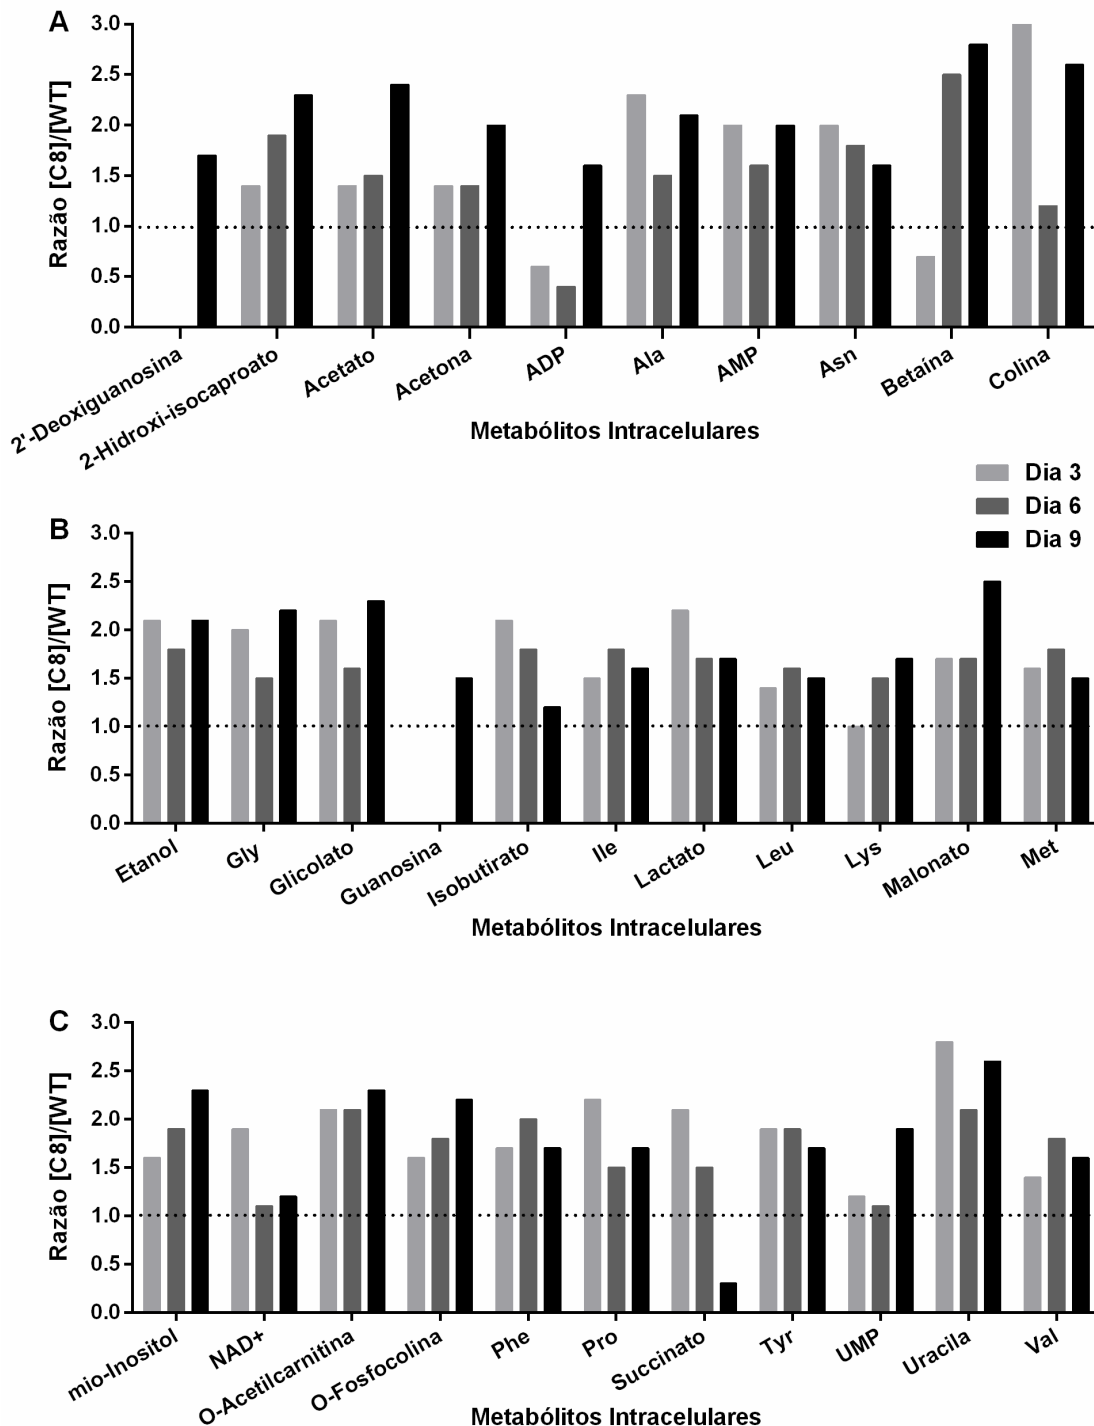 A
3.0
2.5
2.0
1.5
1.0
0.5
0.0
Razão [C8]/[WT]
2'-Deoxiguanosina
2-Hidroxi-isocaproato
Acetato
Acetona
ADP
Ala
AMP
Asn
Betaína
Colina
Metabólitos Intracelulares
Dia 3
Dia 6
Dia 9
B
3.0
2.5
2.0
1.5
1.0
0.5
0.0
Razão [C8]/[WT]
Etanol
Gly
Glicolato
Guanosina
Isobutirato
Ile
Lactato
Leu
Lys
Malonato
Met
Metabólitos Intracelulares
C
3.0
2.5
2.0
1.5
1.0
0.5
0.0
Razão [C8]/[WT]
mio-Inositol
NAD+
O-Acetilcarnitina
O-Fosfocolina
Phe
Pro
Succinato
Tyr
UMP
Uracila
Val
Metabólitos Intracelulares